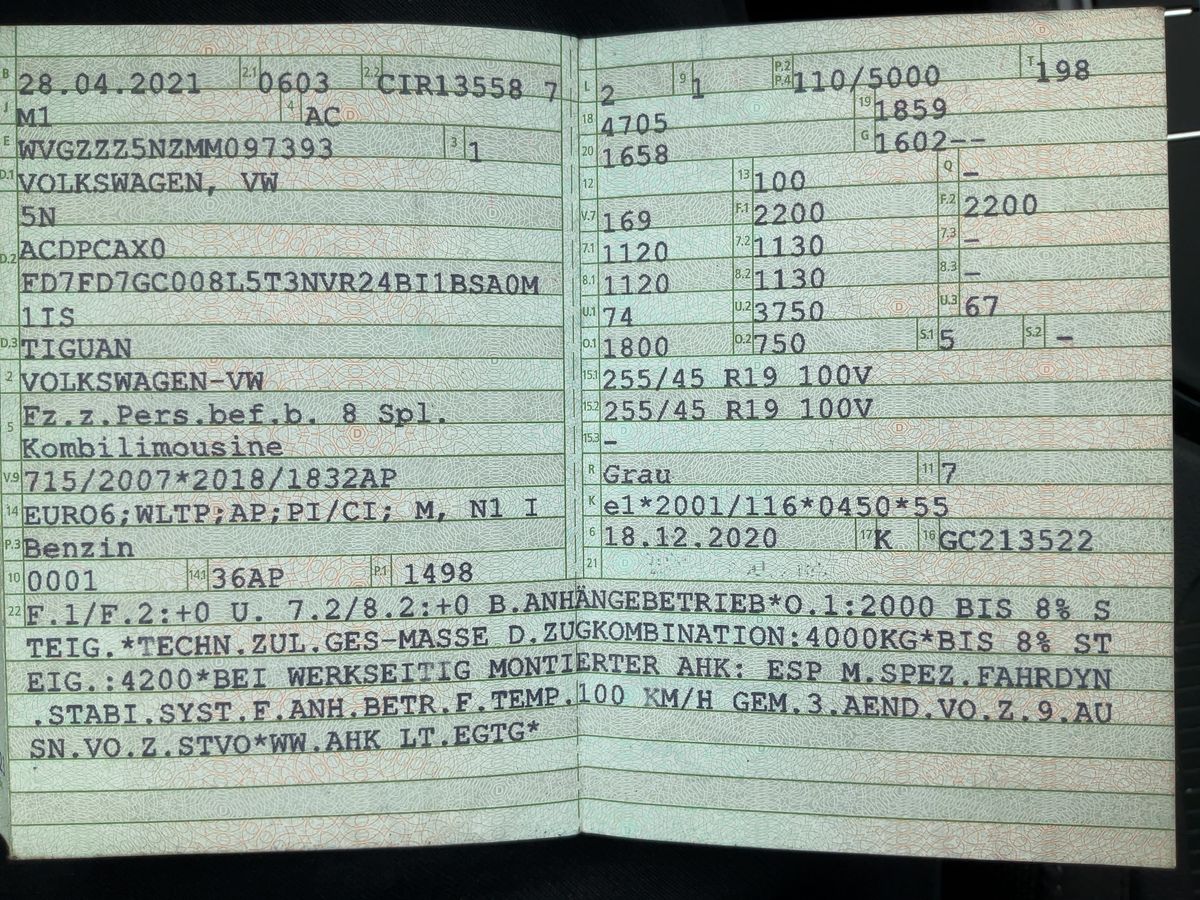 B 28.04.2021 2.1 0603 2.2 CIR13558 7
J M1 4 AC
E WVGZZZ5NZMM097393 3 1
D.1 VOLKSWAGEN, VW
5N
D.2 ACDPCAX0
FD7FD7GC008L5T3NVR24BI1BSA0M
1IS
D.3 TIGUAN
2 VOLKSWAGEN-VW
5 Fz.z.Pers.bef.b. 8 Spl.
Kombilimousine
V.9 715/2007*2018/1832AP
14 EURO6;WLTP;AP;PI/CI; M, N1 I
P.3 Benzin
10 0001 14.1 36AP P.1 1498
L 2 9 1 P.2 P.4 110/5000 T 198
18 4705 19 1859
20 1658 G 1602--
12 13 100 Q -
V.7 169 F.1 2200 F.2 2200
7.1 1120 7.2 1130 7.3 -
8.1 1120 8.2 1130 8.3 -
U.1 74 U.2 3750 U.3 67
O.1 1800 O.2 750 S.1 5 S.2 -
15.1 255/45 R19 100V
15.2 255/45 R19 100V
15.3 -
R Grau 11 7
K e1*2001/116*0450*55
6 18.12.2020 17 K 16 GC213522
21
22 F.1/F.2:+0 U. 7.2/8.2:+0 B.ANHÄNGEBETRIEB*O.1:2000 BIS 8% S
TEIG.*TECHN.ZUL.GES-MASSE D.ZUGKOMBINATION:4000KG*BIS 8% ST
EIG.:4200*BEI WERKSEITIG MONTIERTER AHK: ESP M.SPEZ.FAHRDYN
.STABI.SYST.F.ANH.BETR.F.TEMP.100 KM/H GEM.3.AEND.VO.Z.9.AU
SN.VO.Z.STVO*WW.AHK LT.EGTG*